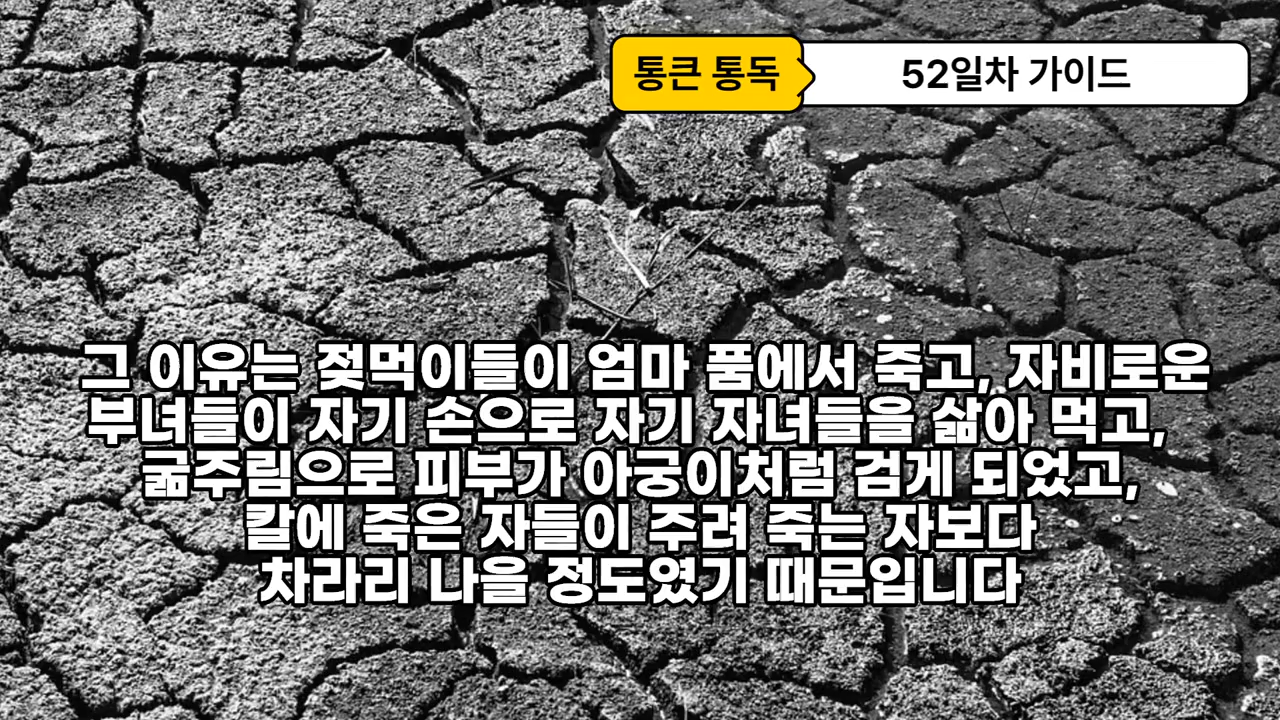 통큰 통독
52일차 가이드
그 이유는 젖먹이들이 엄마 품에서 죽고, 자비로운
부녀들이 자기 손으로 자기 자녀들을 삶아 먹고,
굶주림으로 피부가 아궁이처럼 검게 되었고,
칼에 죽은 자들이 주려 죽는 자보다
차라리 나을 정도였기 때문입니다